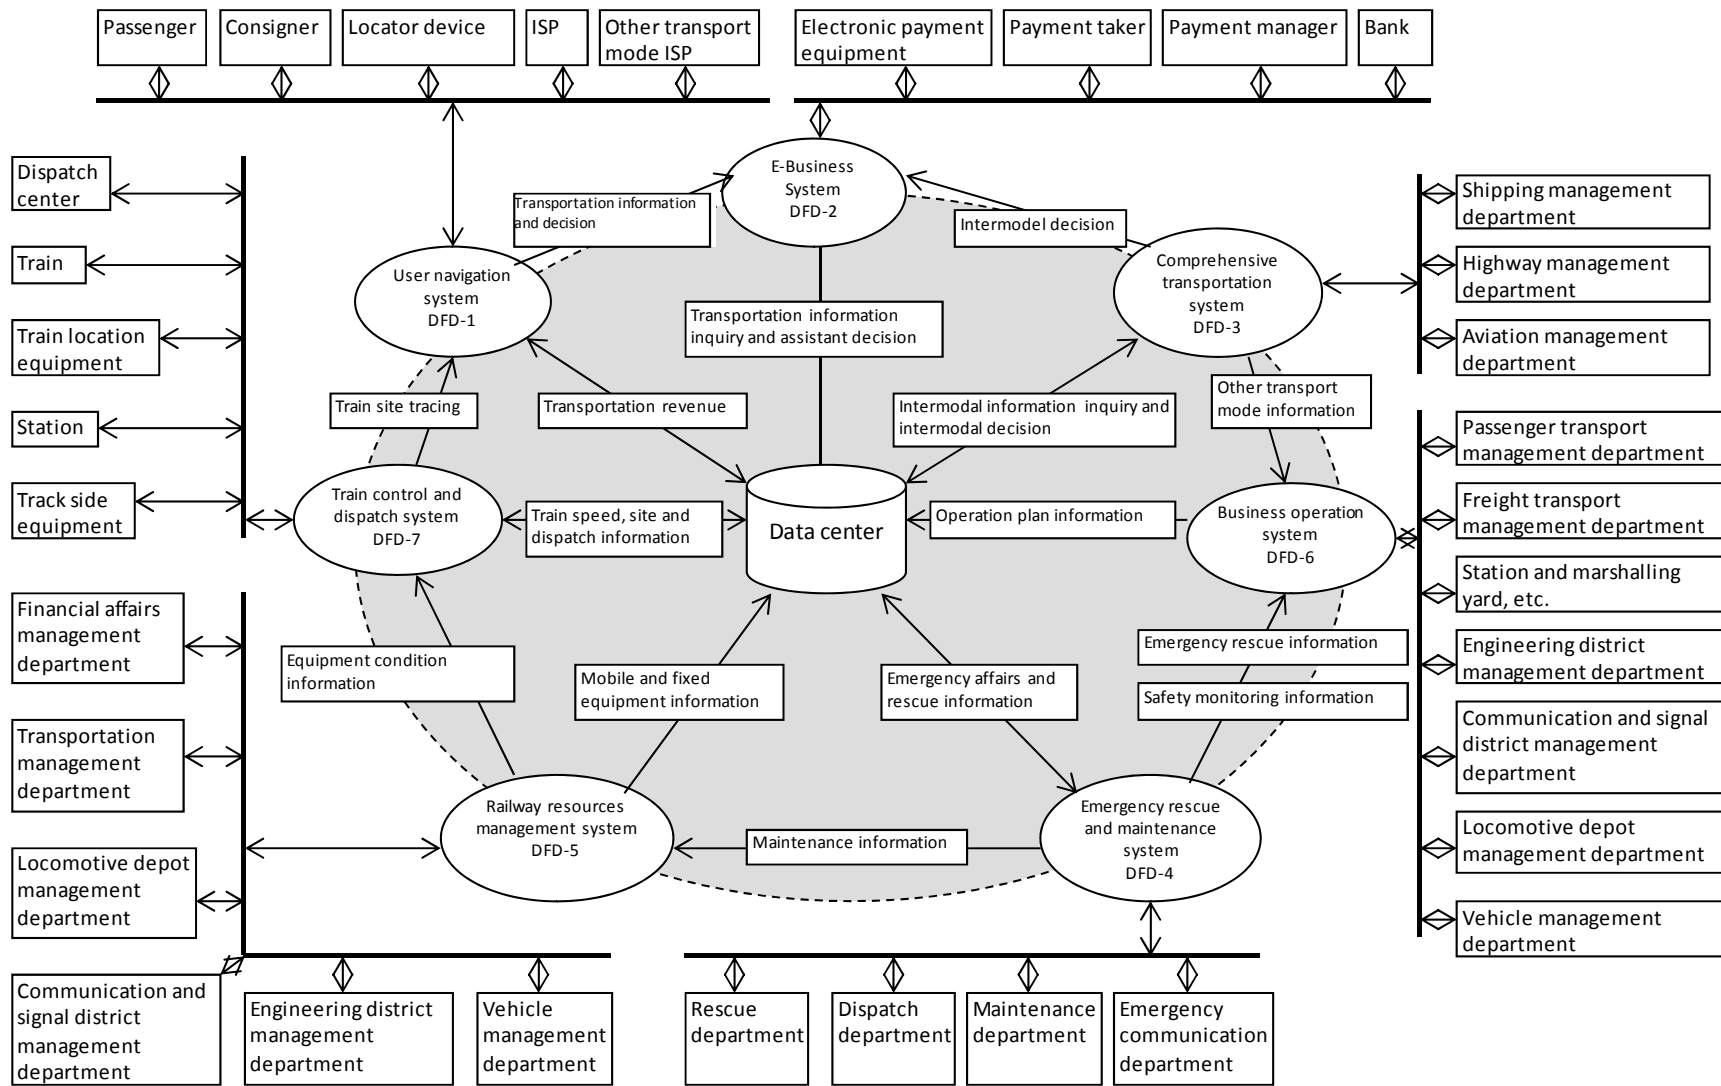 Passenger
Consigner
Locator device
ISP
Other transport
mode ISP
Electronic payment
equipment
Payment taker
Payment manager
Bank
Dispatch
center
Train
Train location
equipment
Station
Track side
equipment
E-Business
System
DFD-2
Transportation information
and decision
Intermodel decision
User navigation
system
DFD-1
Comprehensive
transportation
system
DFD-3
Shipping management
department
Highway management
department
Aviation management
department
Transportation information
inquiry and assistant decision
Train site tracing
Transportation revenue
Intermodal information inquiry and
intermodal decision
Other transport
mode information
Train control and
dispatch system
DFD-7
Train speed, site and
dispatch information
Data center
Operation plan information
Business operation
system
DFD-6
Passenger transport
management department
Freight transport
management department
Station and marshalling
yard, etc.
Engineering district
management department
Communication and signal
district management
department
Locomotive depot
management department
Vehicle management
department
Financial affairs
management
department
Transportation
management
department
Locomotive depot
management
department
Equipment condition
information
Mobile and fixed
equipment information
Emergency affairs and
rescue information
Emergency rescue information
Safety monitoring information
Railway resources
management system
DFD-5
Maintenance information
Emergency rescue
and maintenance
system
DFD-4
Communication and
signal district
management
department
Engineering district
management
department
Vehicle
management
department
Rescue
department
Dispatch
department
Maintenance
department
Emergency
communication
department